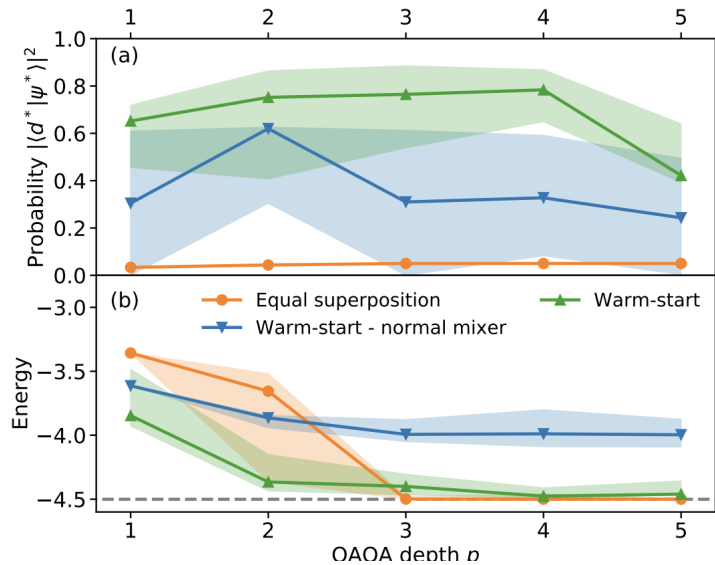 1 2 3 4 5
(a)
Probability |⟨d*|ψ*⟩|²
1.0
0.8
0.6
0.4
0.2
0.0
(b)
Equal superposition
Warm-start
Warm-start - normal mixer
Energy
−3.0
−3.5
−4.0
−4.5
1 2 3 4 5
QAOA depth p